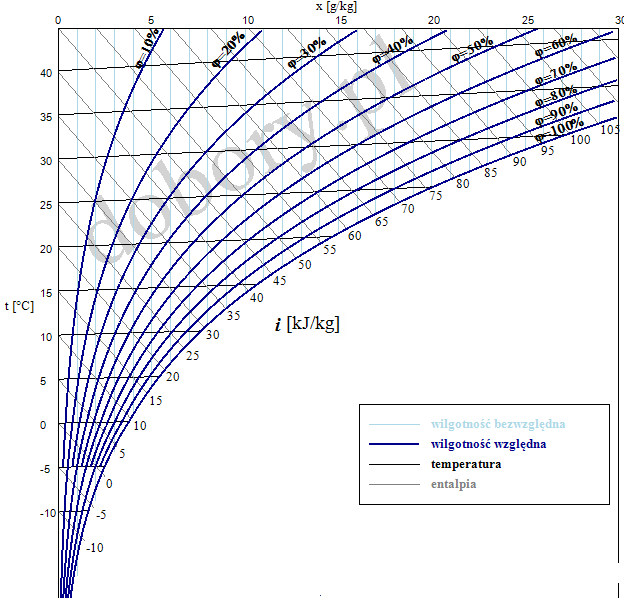 x [g/kg]
0 5 10 15 20 25 30
φ=10% φ=20% φ=30% φ=40% φ=50% φ=60%
φ=70%
φ=80%
φ=90%
φ=100%
dobory.pl
40
35
30
25
20
15
t [°C]
10
5
0
-5
-10
105
100
95
90
85
80
75
70
65
60
55
50
45
40
35
30
25
20
15
10
5
0
-5
-10
i [kJ/kg]
wilgotność bezwzględna
wilgotność względna
temperatura
entalpia